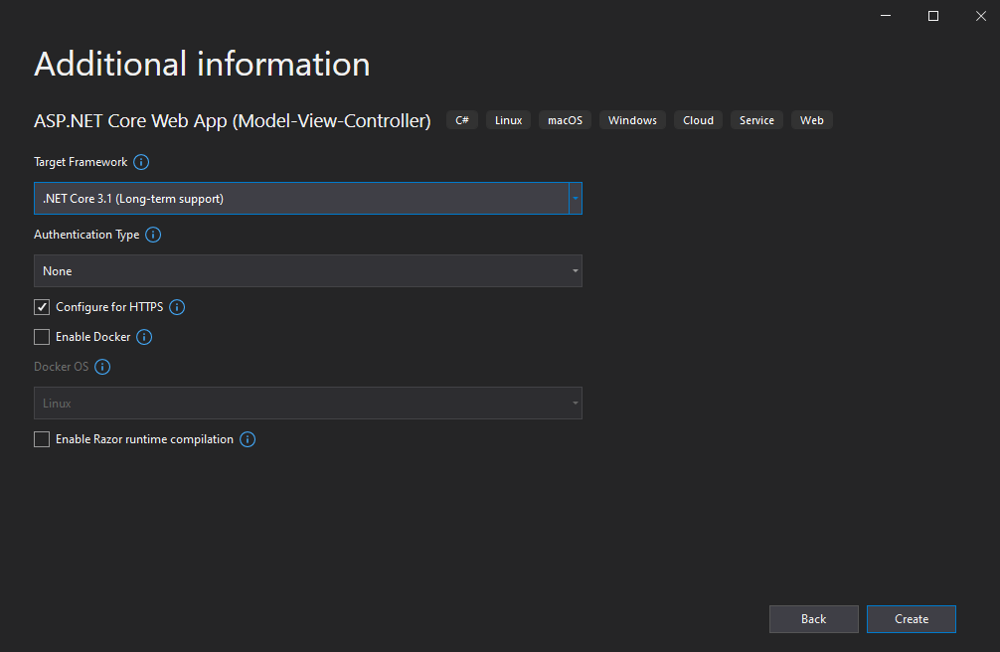 Additional information
ASP.NET Core Web App (Model-View-Controller) C# Linux macOS Windows Cloud Service Web
Target Framework
.NET Core 3.1 (Long-term support)
Authentication Type
None
Configure for HTTPS
Enable Docker
Docker OS
Linux
Enable Razor runtime compilation
Back Create